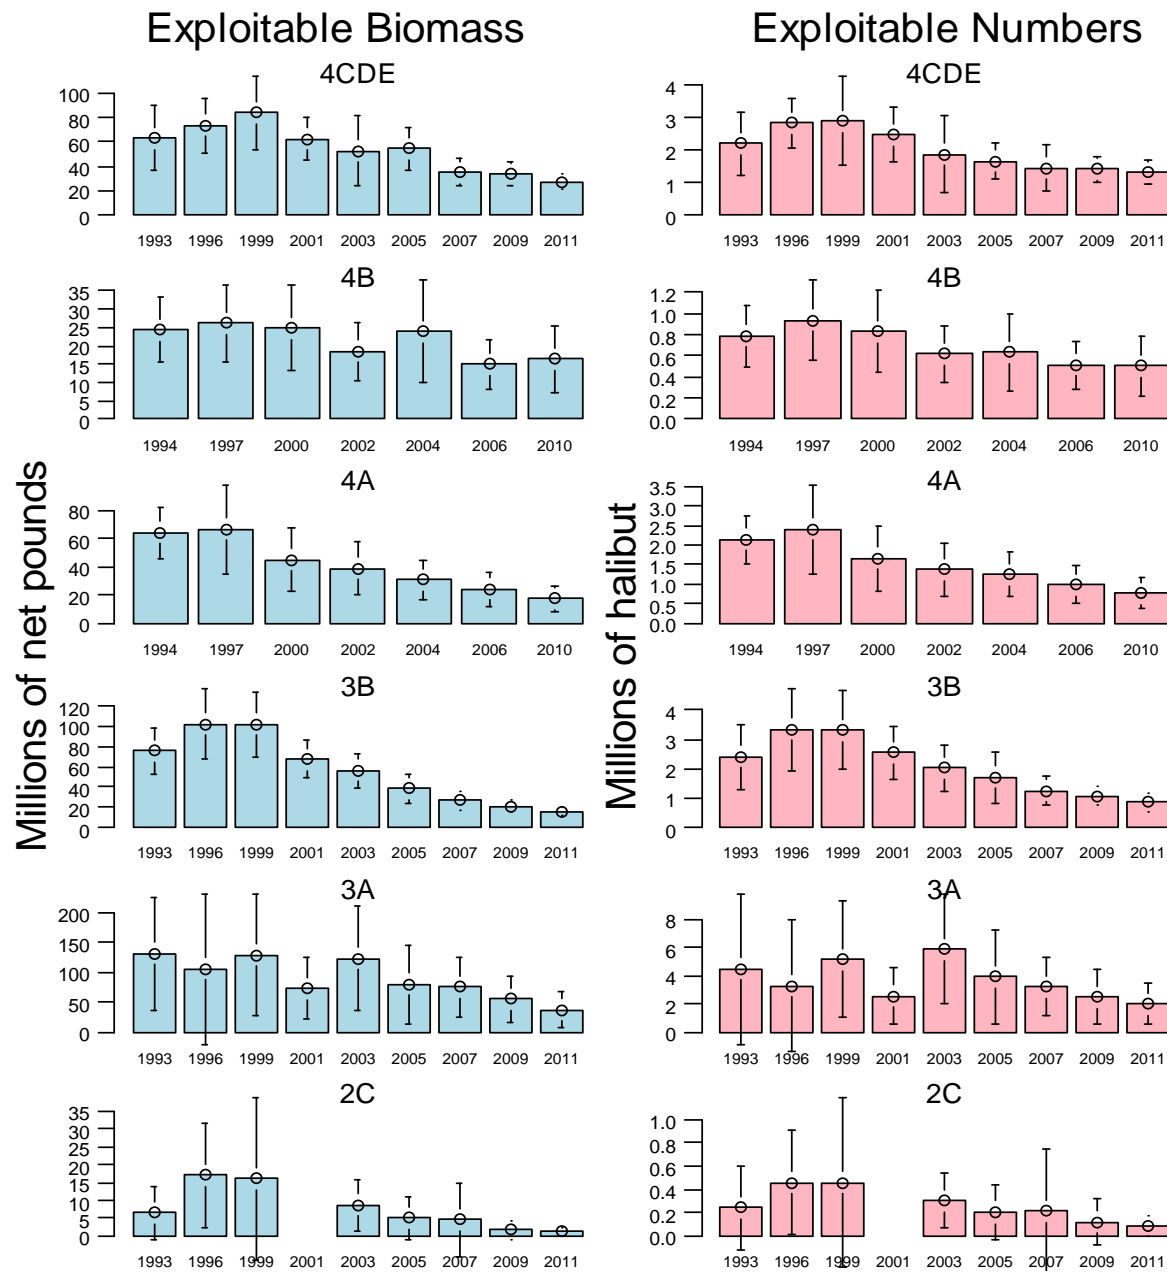 Exploitable Biomass
Exploitable Numbers
Millions of net pounds
Millions of halibut
4CDE
100
80
60
40
20
0
1993 1996 1999 2001 2003 2005 2007 2009 2011
4CDE
4
3
2
1
0
1993 1996 1999 2001 2003 2005 2007 2009 2011
4B
35
30
25
20
15
10
5
0
1994 1997 2000 2002 2004 2006 2010
4B
1.2
1.0
0.8
0.6
0.4
0.2
0.0
1994 1997 2000 2002 2004 2006 2010
4A
80
60
40
20
0
1994 1997 2000 2002 2004 2006 2010
4A
3.5
3.0
2.5
2.0
1.5
1.0
0.5
0.0
1994 1997 2000 2002 2004 2006 2010
3B
120
100
80
60
40
20
0
1993 1996 1999 2001 2003 2005 2007 2009 2011
3B
4
3
2
1
0
1993 1996 1999 2001 2003 2005 2007 2009 2011
3A
200
150
100
50
0
1993 1996 1999 2001 2003 2005 2007 2009 2011
3A
8
6
4
2
0
1993 1996 1999 2001 2003 2005 2007 2009 2011
2C
35
30
25
20
15
10
5
0
1993 1996 1999 2001 2003 2005 2007 2009 2011
2C
1.0
0.8
0.6
0.4
0.2
0.0
1993 1996 1999 2001 2003 2005 2007 2009 2011